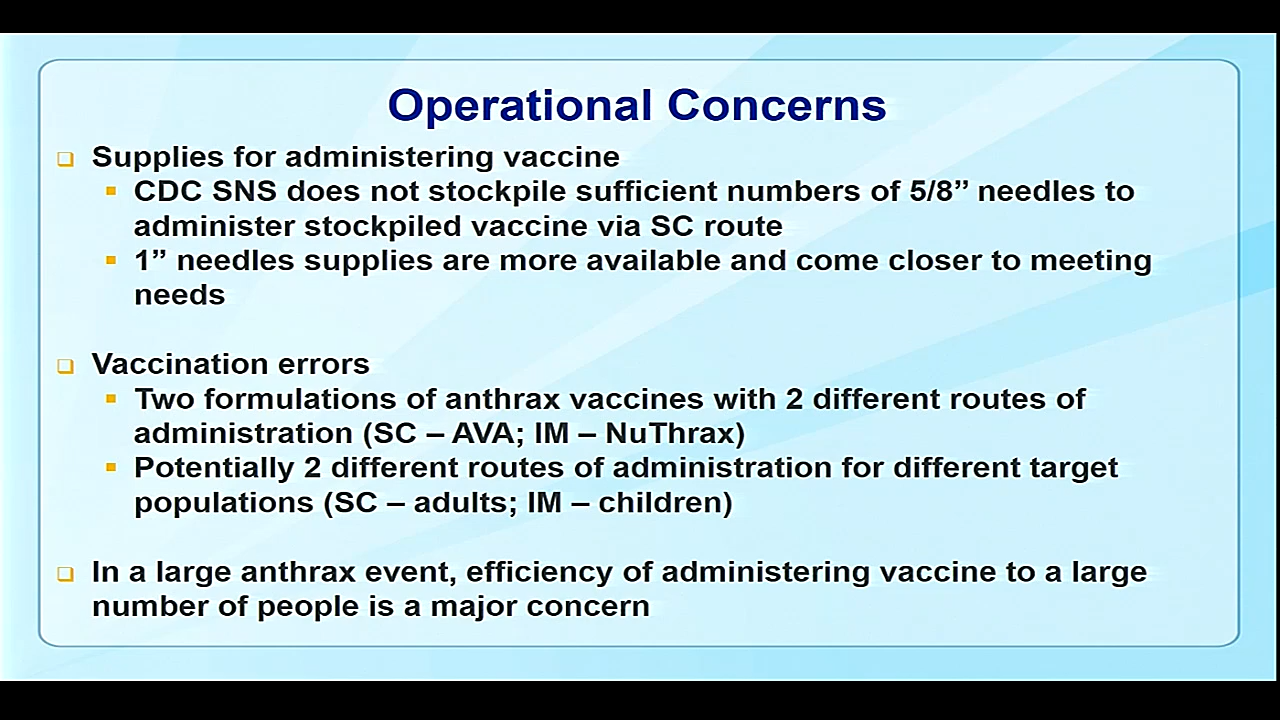 Operational Concerns
Supplies for administering vaccine
CDC SNS does not stockpile sufficient numbers of 5/8” needles to
administer stockpiled vaccine via SC route
1” needles supplies are more available and come closer to meeting
needs
Vaccination errors
Two formulations of anthrax vaccines with 2 different routes of
administration (SC – AVA; IM – NuThrax)
Potentially 2 different routes of administration for different target
populations (SC – adults; IM – children)
In a large anthrax event, efficiency of administering vaccine to a large
number of people is a major concern